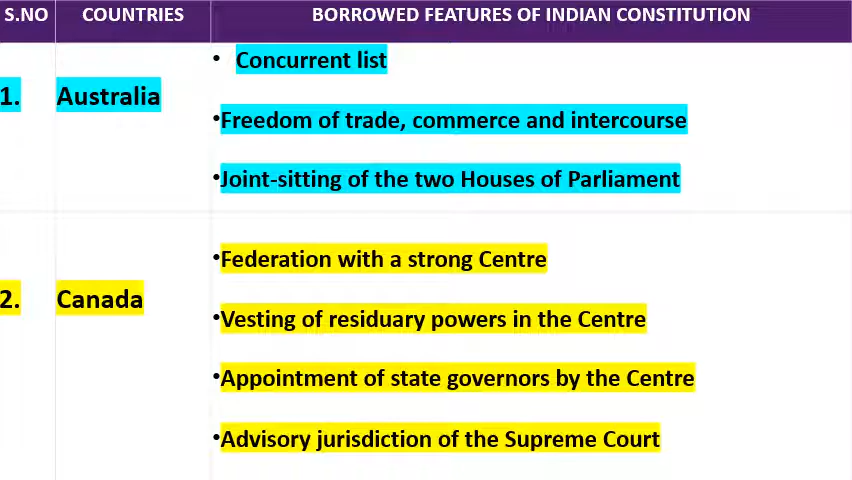 S.NO COUNTRIES BORROWED FEATURES OF INDIAN CONSTITUTION
1. Australia
• Concurrent list
•Freedom of trade, commerce and intercourse
•Joint-sitting of the two Houses of Parliament
2. Canada
•Federation with a strong Centre
•Vesting of residuary powers in the Centre
•Appointment of state governors by the Centre
•Advisory jurisdiction of the Supreme Court